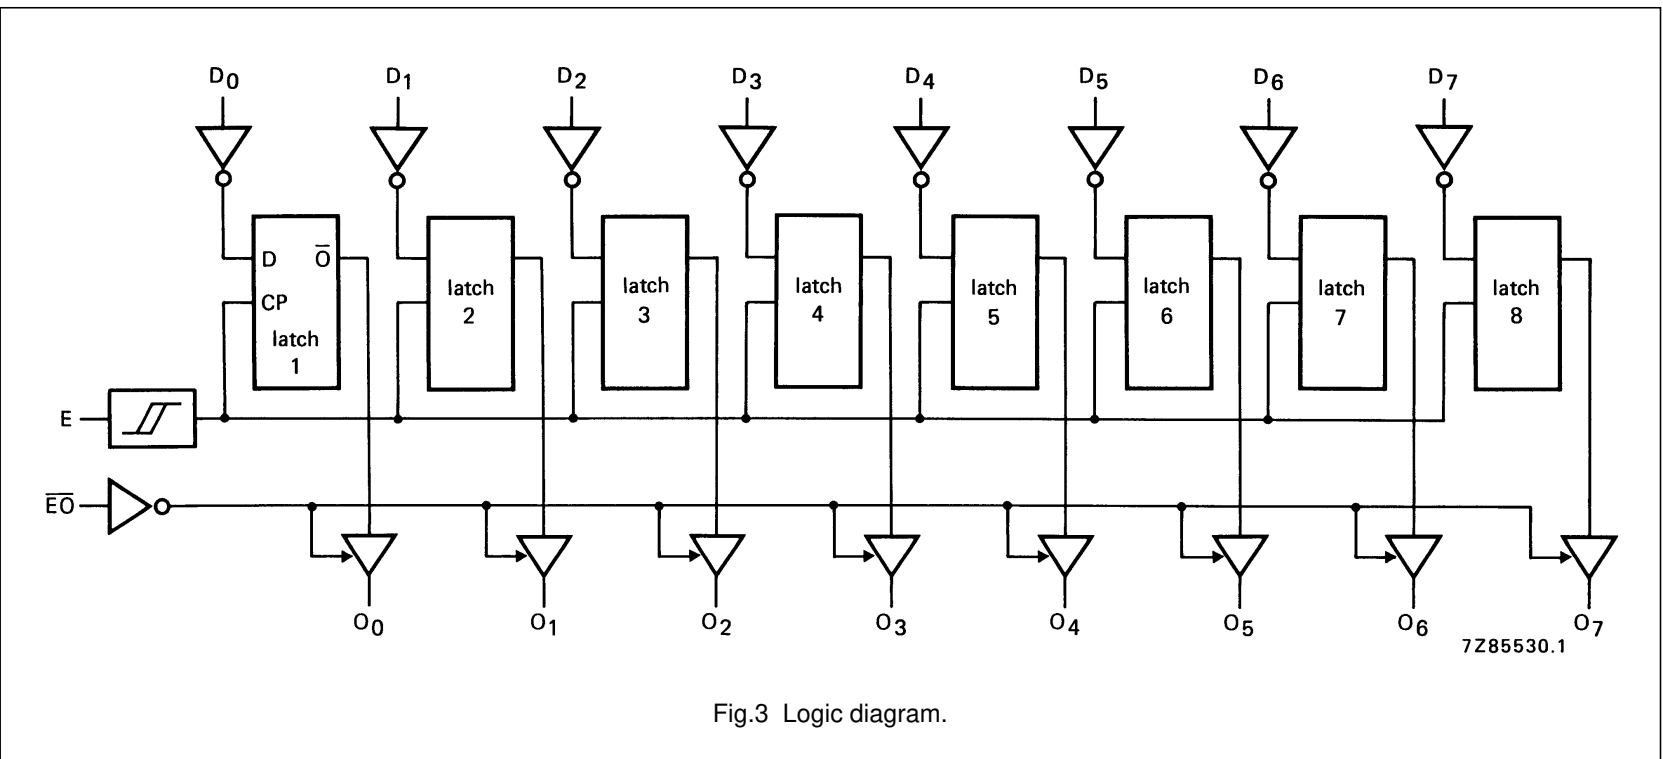 D0 D1 D2 D3 D4 D5 D6 D7
D O̅
CP
latch
1
latch
2
latch
3
latch
4
latch
5
latch
6
latch
7
latch
8
E
E̅O̅
O0 O1 O2 O3 O4 O5 O6 O7
7Z85530.1
Fig.3 Logic diagram.